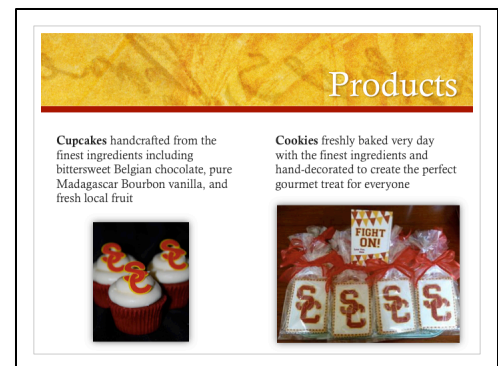 Products
Cupcakes handcrafted from the
finest ingredients including
bittersweet Belgian chocolate, pure
Madagascar Bourbon vanilla, and
fresh local fruit
Cookies freshly baked very day
with the finest ingredients and
hand-decorated to create the perfect
gourmet treat for everyone
SC
SC
SC
FIGHT
ON!
SC
SC
SC
SC